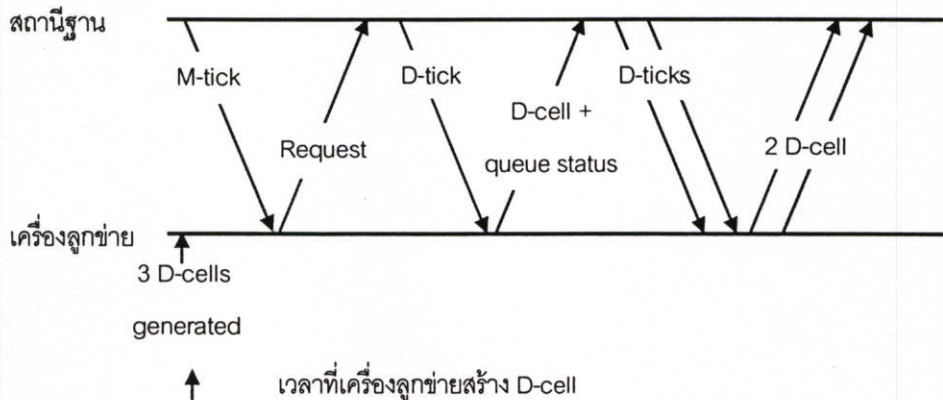 สถานีฐาน
M-tick
D-tick
D-ticks
D-cell +
queue status
Request
2 D-cell
เครื่องลูกข่าย
3 D-cells
generated
เวลาที่เครื่องลูกข่ายสร้าง D-cell